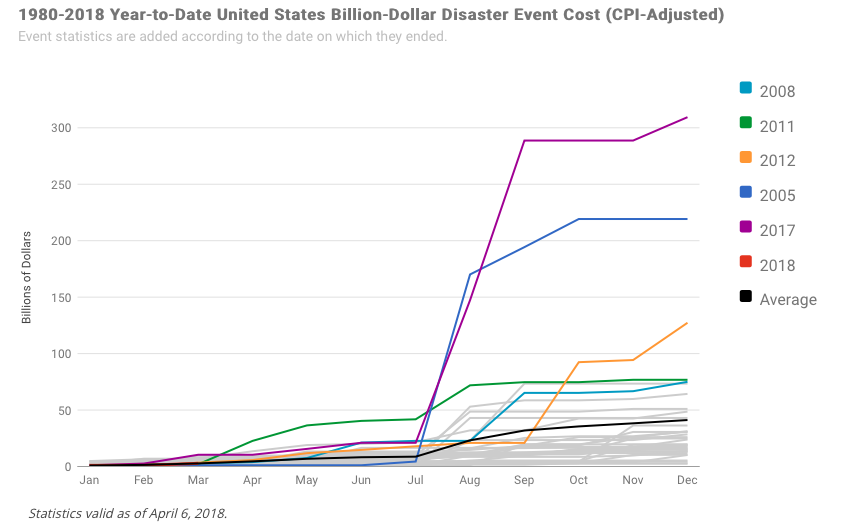 1980-2018 Year-to-Date United States Billion-Dollar Disaster Event Cost (CPI-Adjusted)
Event statistics are added according to the date on which they ended.
Billions of Dollars
300
250
200
150
100
50
0
Jan Feb Mar Apr May Jun Jul Aug Sep Oct Nov Dec
2008
2011
2012
2005
2017
2018
Average
Statistics valid as of April 6, 2018.